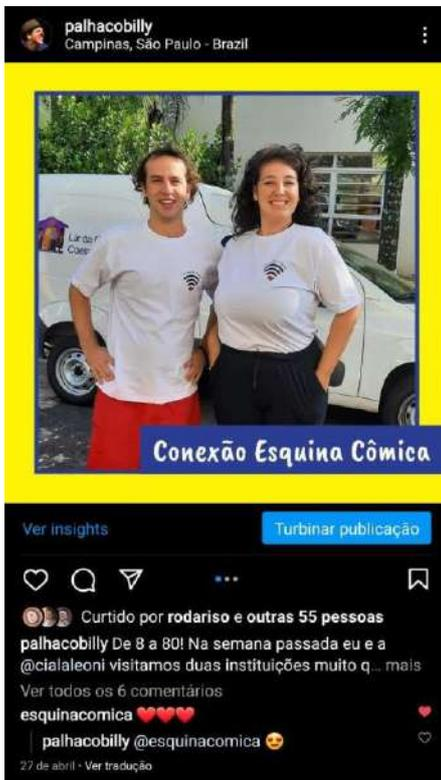 palhacobilly
Campinas, São Paulo - Brazil
Lar da
Conexão Esquina Cômica
Ver insights
Turbinar publicação
Curtido por rodariso e outras 55 pessoas
palhacobilly De 8 a 80! Na semana passada eu e a
@cialaleoni visitamos duas instituições muito q... mais
Ver todos os 6 comentários
esquinacomica
palhacobilly @esquinacomica
27 de abril · Ver tradução